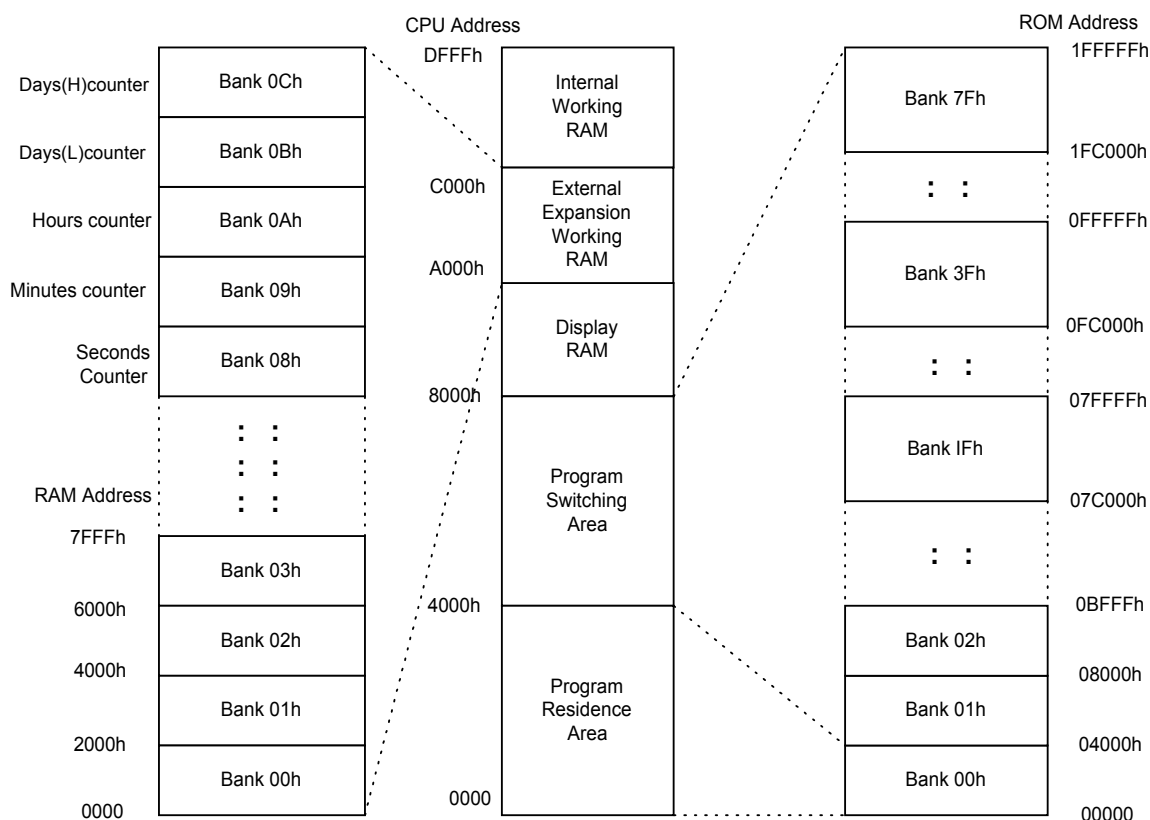 CPU Address
ROM Address
DFFFh
1FFFFFh
Days(H)counter
Bank 0Ch
Internal
Working
RAM
Bank 7Fh
Days(L)counter
Bank 0Bh
1FC000h
C000h
Hours counter
Bank 0Ah
External
Expansion
Working
RAM
: :
0FFFFFh
A000h
Minutes counter
Bank 09h
Bank 3Fh
Display
RAM
0FC000h
Seconds
Counter
Bank 08h
: :
8000h
07FFFFh
: :
: :
: :
Bank IFh
Program
Switching
Area
RAM Address
07C000h
7FFFh
Bank 03h
: :
6000h
4000h
0BFFFh
Bank 02h
Bank 02h
4000h
08000h
Program
Residence
Area
Bank 01h
Bank 01h
2000h
04000h
Bank 00h
Bank 00h
0000
0000
00000